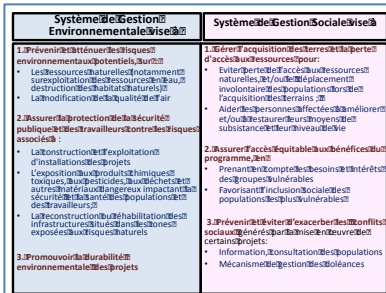 Système de Gestion
Environnementale visé à
1. Prévenir et atténuer les risques
environnementaux potentiels, sur :
• Les ressources naturelles (notamment
surexploitation des ressources en eau,
destruction des habitats naturels)
• La modification de la qualité de l'air
2. Assurer la protection de la sécurité
publique et des travailleurs contre les risques
associés à :
• La construction et l'exploitation
d'installations des projets
• L'exposition aux produits chimiques
toxiques, aux pesticides, aux déchets et
autres matériaux dangereux impactant la
sécurité et la santé des populations et
des travailleurs;
• La reconstruction ou réhabilitation des
infrastructures situés dans les zones
exposées aux risques naturels
3. Promouvoir la durabilité
environnementale des projets
Système de Gestion Sociale visé à
1. Gérer l'acquisition des terres et la perte
d'accès aux ressources pour:
• Eviter perte de l'accès aux ressources
naturelles, et/ou le déplacement
involontaire des populations lors de
l'acquisition des terrains ;
• Aider les personnes affectées à améliorer
et/ou à restaurer leurs moyens de
subsistance et leur niveau de vie
2. Assurer l'accès équitable aux bénéfices du
programme, en
• Prenant en compte les besoins et intérêts
des groupes vulnérables
• Favorisant l'inclusion sociale des
populations les plus vulnérables
3. Prévenir et éviter d'exacerber les conflits
sociaux générés par la mise en œuvre de
certains projets:
• Information, consultation des populations
• Mécanisme de gestion des doléances